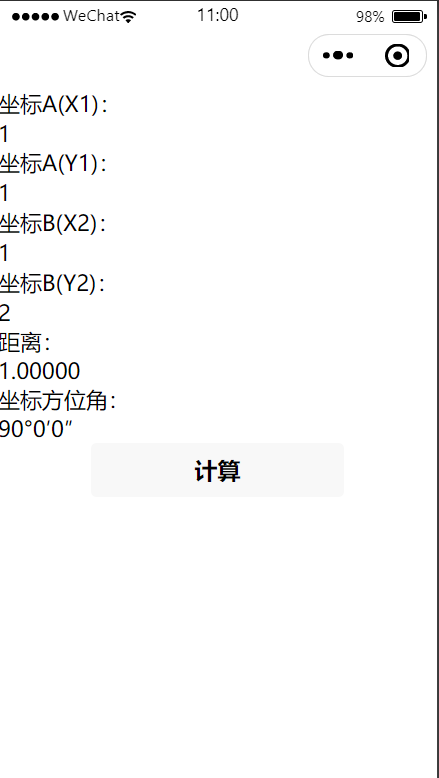 WeChat 11:00 98%
坐标A(X1)：
1
坐标A(Y1)：
1
坐标B(X2)：
1
坐标B(Y2)：
2
距离：
1.00000
坐标方位角：
90°0′0″
计算